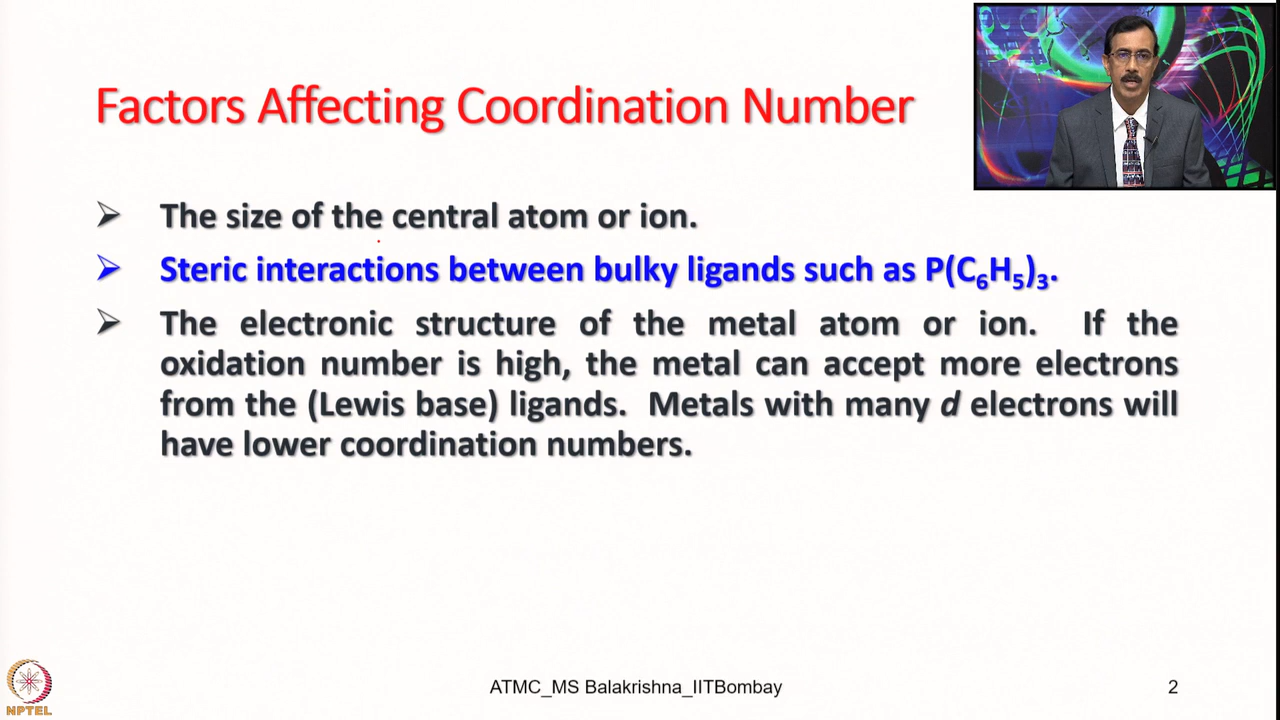 Factors Affecting Coordination Number
➢ The size of the central atom or ion.
➢ Steric interactions between bulky ligands such as P(C₆H₅)₃.
➢ The electronic structure of the metal atom or ion. If the
oxidation number is high, the metal can accept more electrons
from the (Lewis base) ligands. Metals with many d electrons will
have lower coordination numbers.
NPTEL
ATMC_MS Balakrishna_IITBombay
2